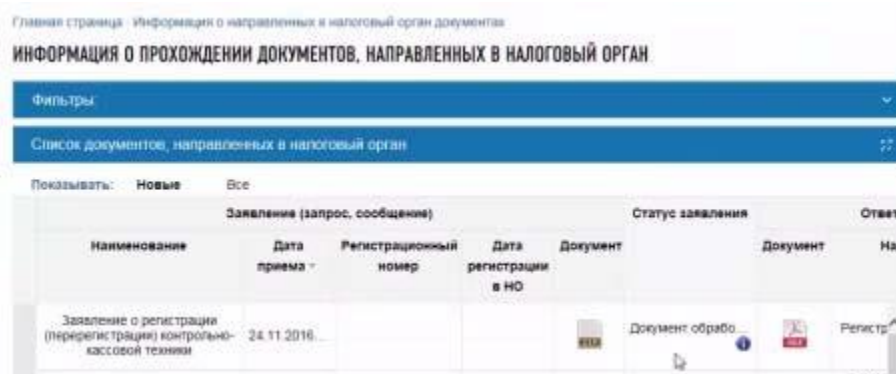 Главная страница Информация о направленных в налоговый орган документах
ИНФОРМАЦИЯ О ПРОХОЖДЕНИИ ДОКУМЕНТОВ, НАПРАВЛЕННЫХ В НАЛОГОВЫЙ ОРГАН
Фильтры:
Список документов, направленных в налоговый орган
Показывать: Новые Все
Заявление (запрос, сообщение) Статус заявления Ответ
Наименование Дата приема Регистрационный номер Дата регистрации в НО Документ Документ На
Заявление о регистрации
(перерегистрации) контрольно-
кассовой техники
24.11.2016... Документ обрабо... Регистр